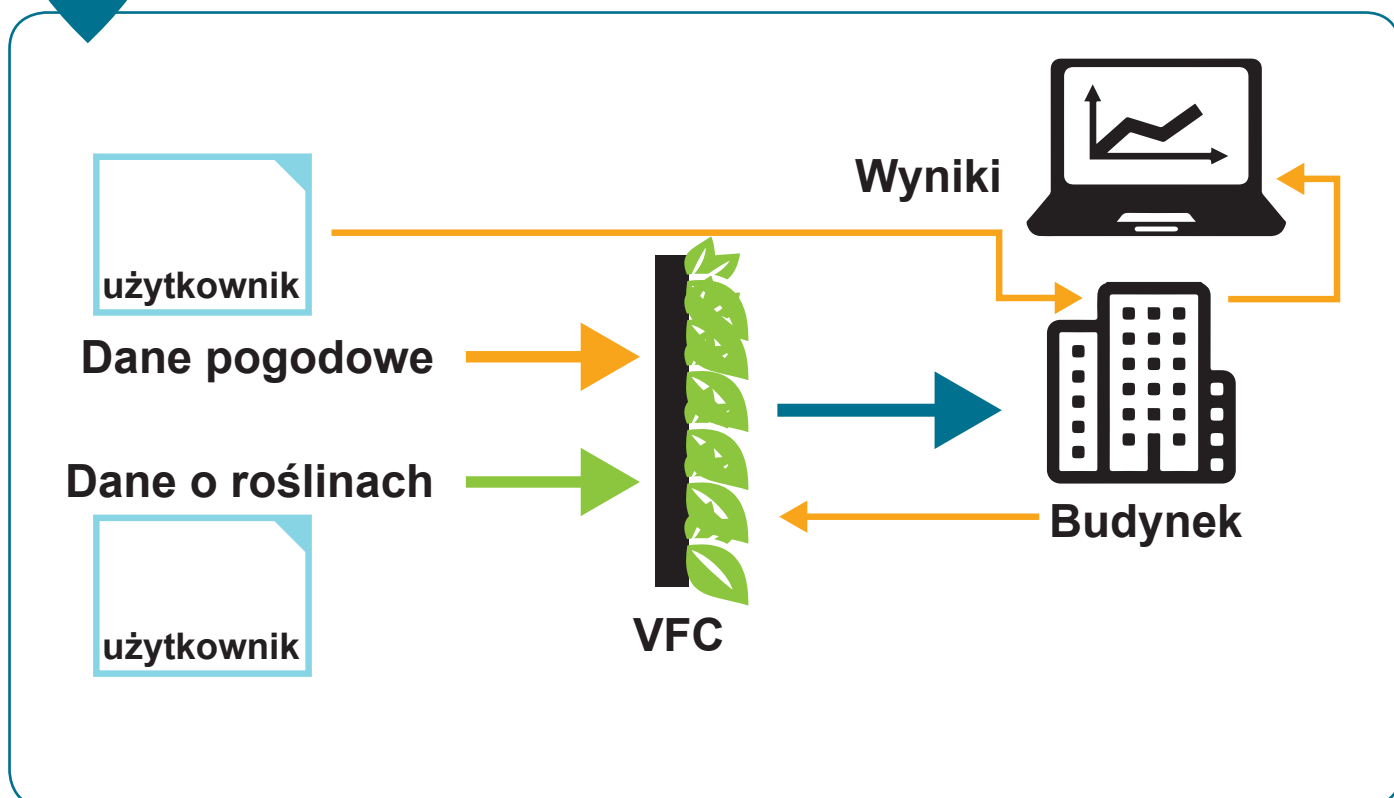 Wyniki
użytkownik
Dane pogodowe
Dane o roślinach
Budynek
VFC
użytkownik